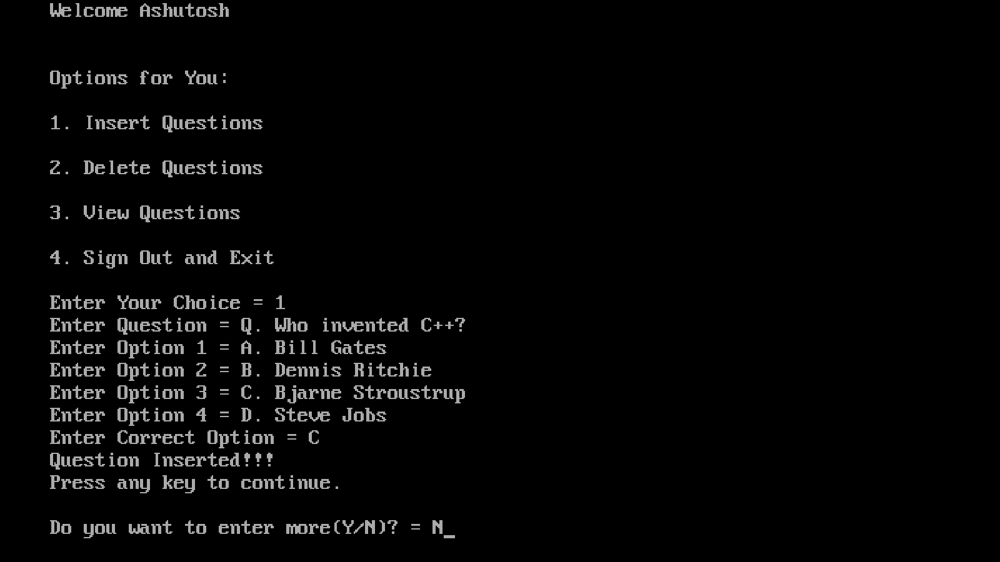 Welcome Ashutosh
Options for You:
1. Insert Questions
2. Delete Questions
3. View Questions
4. Sign Out and Exit
Enter Your Choice = 1
Enter Question = Q. Who invented C++?
Enter Option 1 = A. Bill Gates
Enter Option 2 = B. Dennis Ritchie
Enter Option 3 = C. Bjarne Stroustrup
Enter Option 4 = D. Steve Jobs
Enter Correct Option = C
Question Inserted!!!
Press any key to continue.
Do you want to enter more(Y/N)? = N_